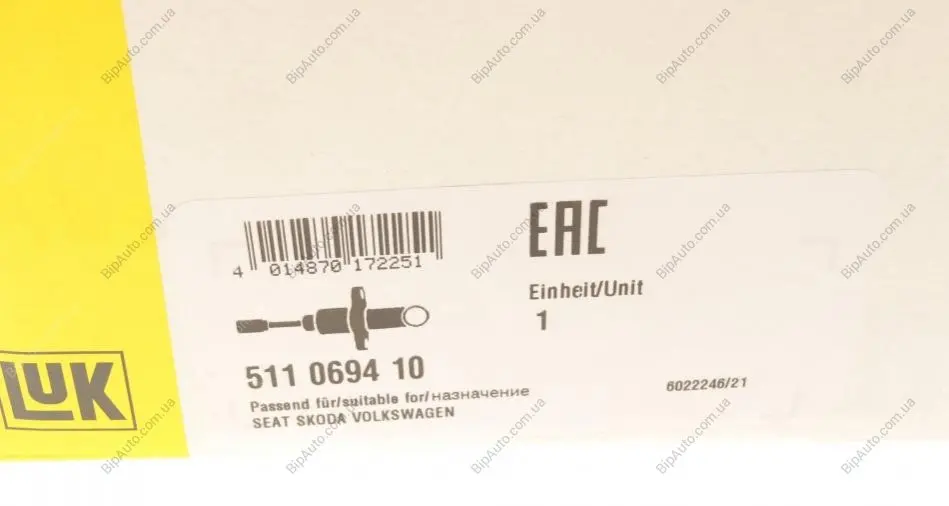 4 014870 172251
EAC
Einheit/Unit
1
511 0694 10
Passend für/suitable for/назначение
SEAT SKODA VOLKSWAGEN
6022246/21
LUK
BipAuto.com.ua